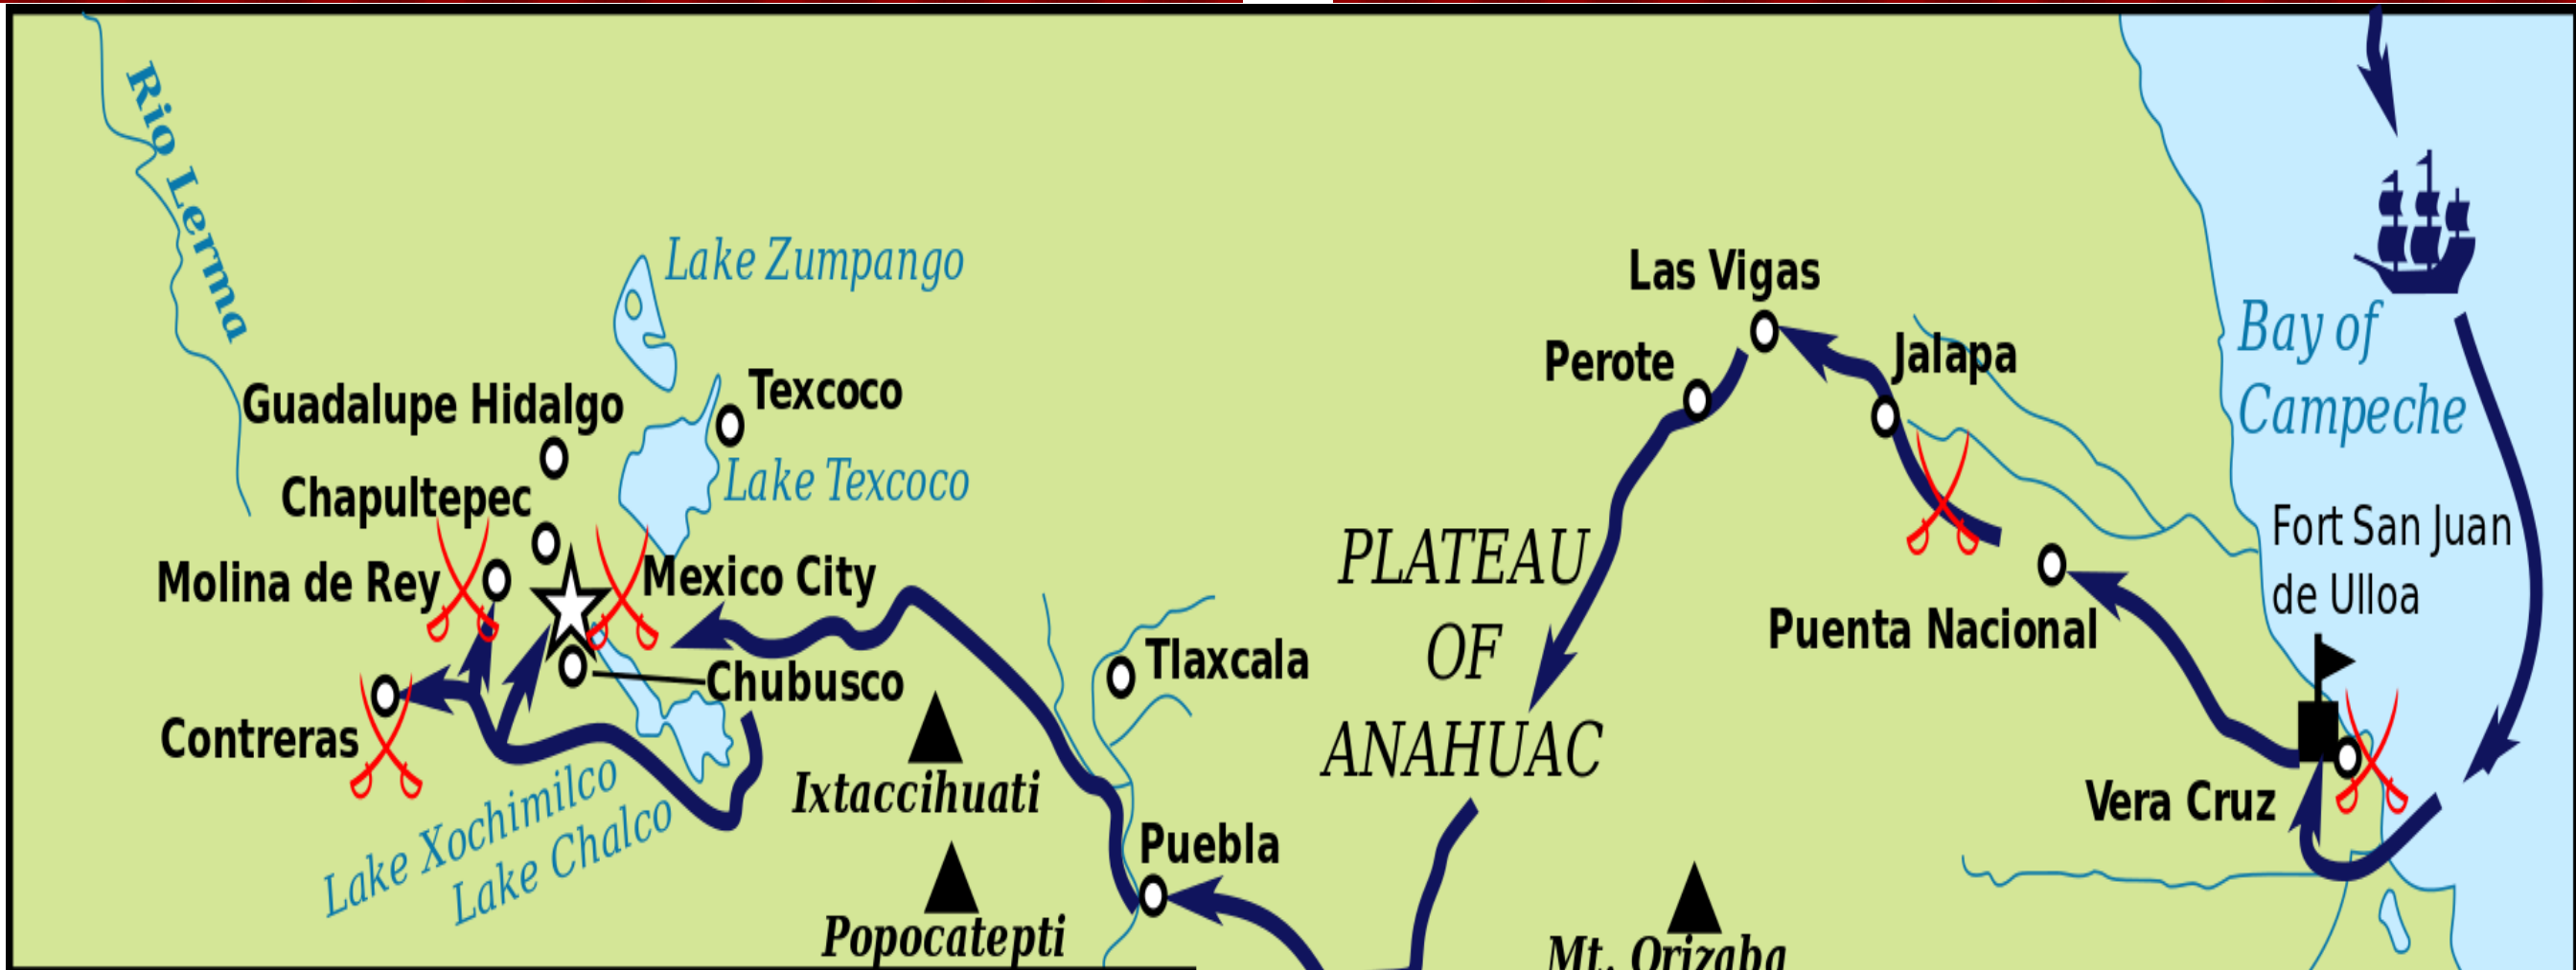 Rio Lerma
Lake Zumpango
Las Vigas
Bay of
Campeche
Perote
Jalapa
Guadalupe Hidalgo
Texcoco
Chapultepec
Lake Texcoco
Fort San Juan
de Ulloa
PLATEAU
OF
ANAHUAC
Molina de Rey
Mexico City
Puenta Nacional
Tlaxcala
Chubusco
Contreras
Ixtaccihuati
Vera Cruz
Lake Xochimilco
Lake Chalco
Puebla
Popocatepti
Mt. Orizaba